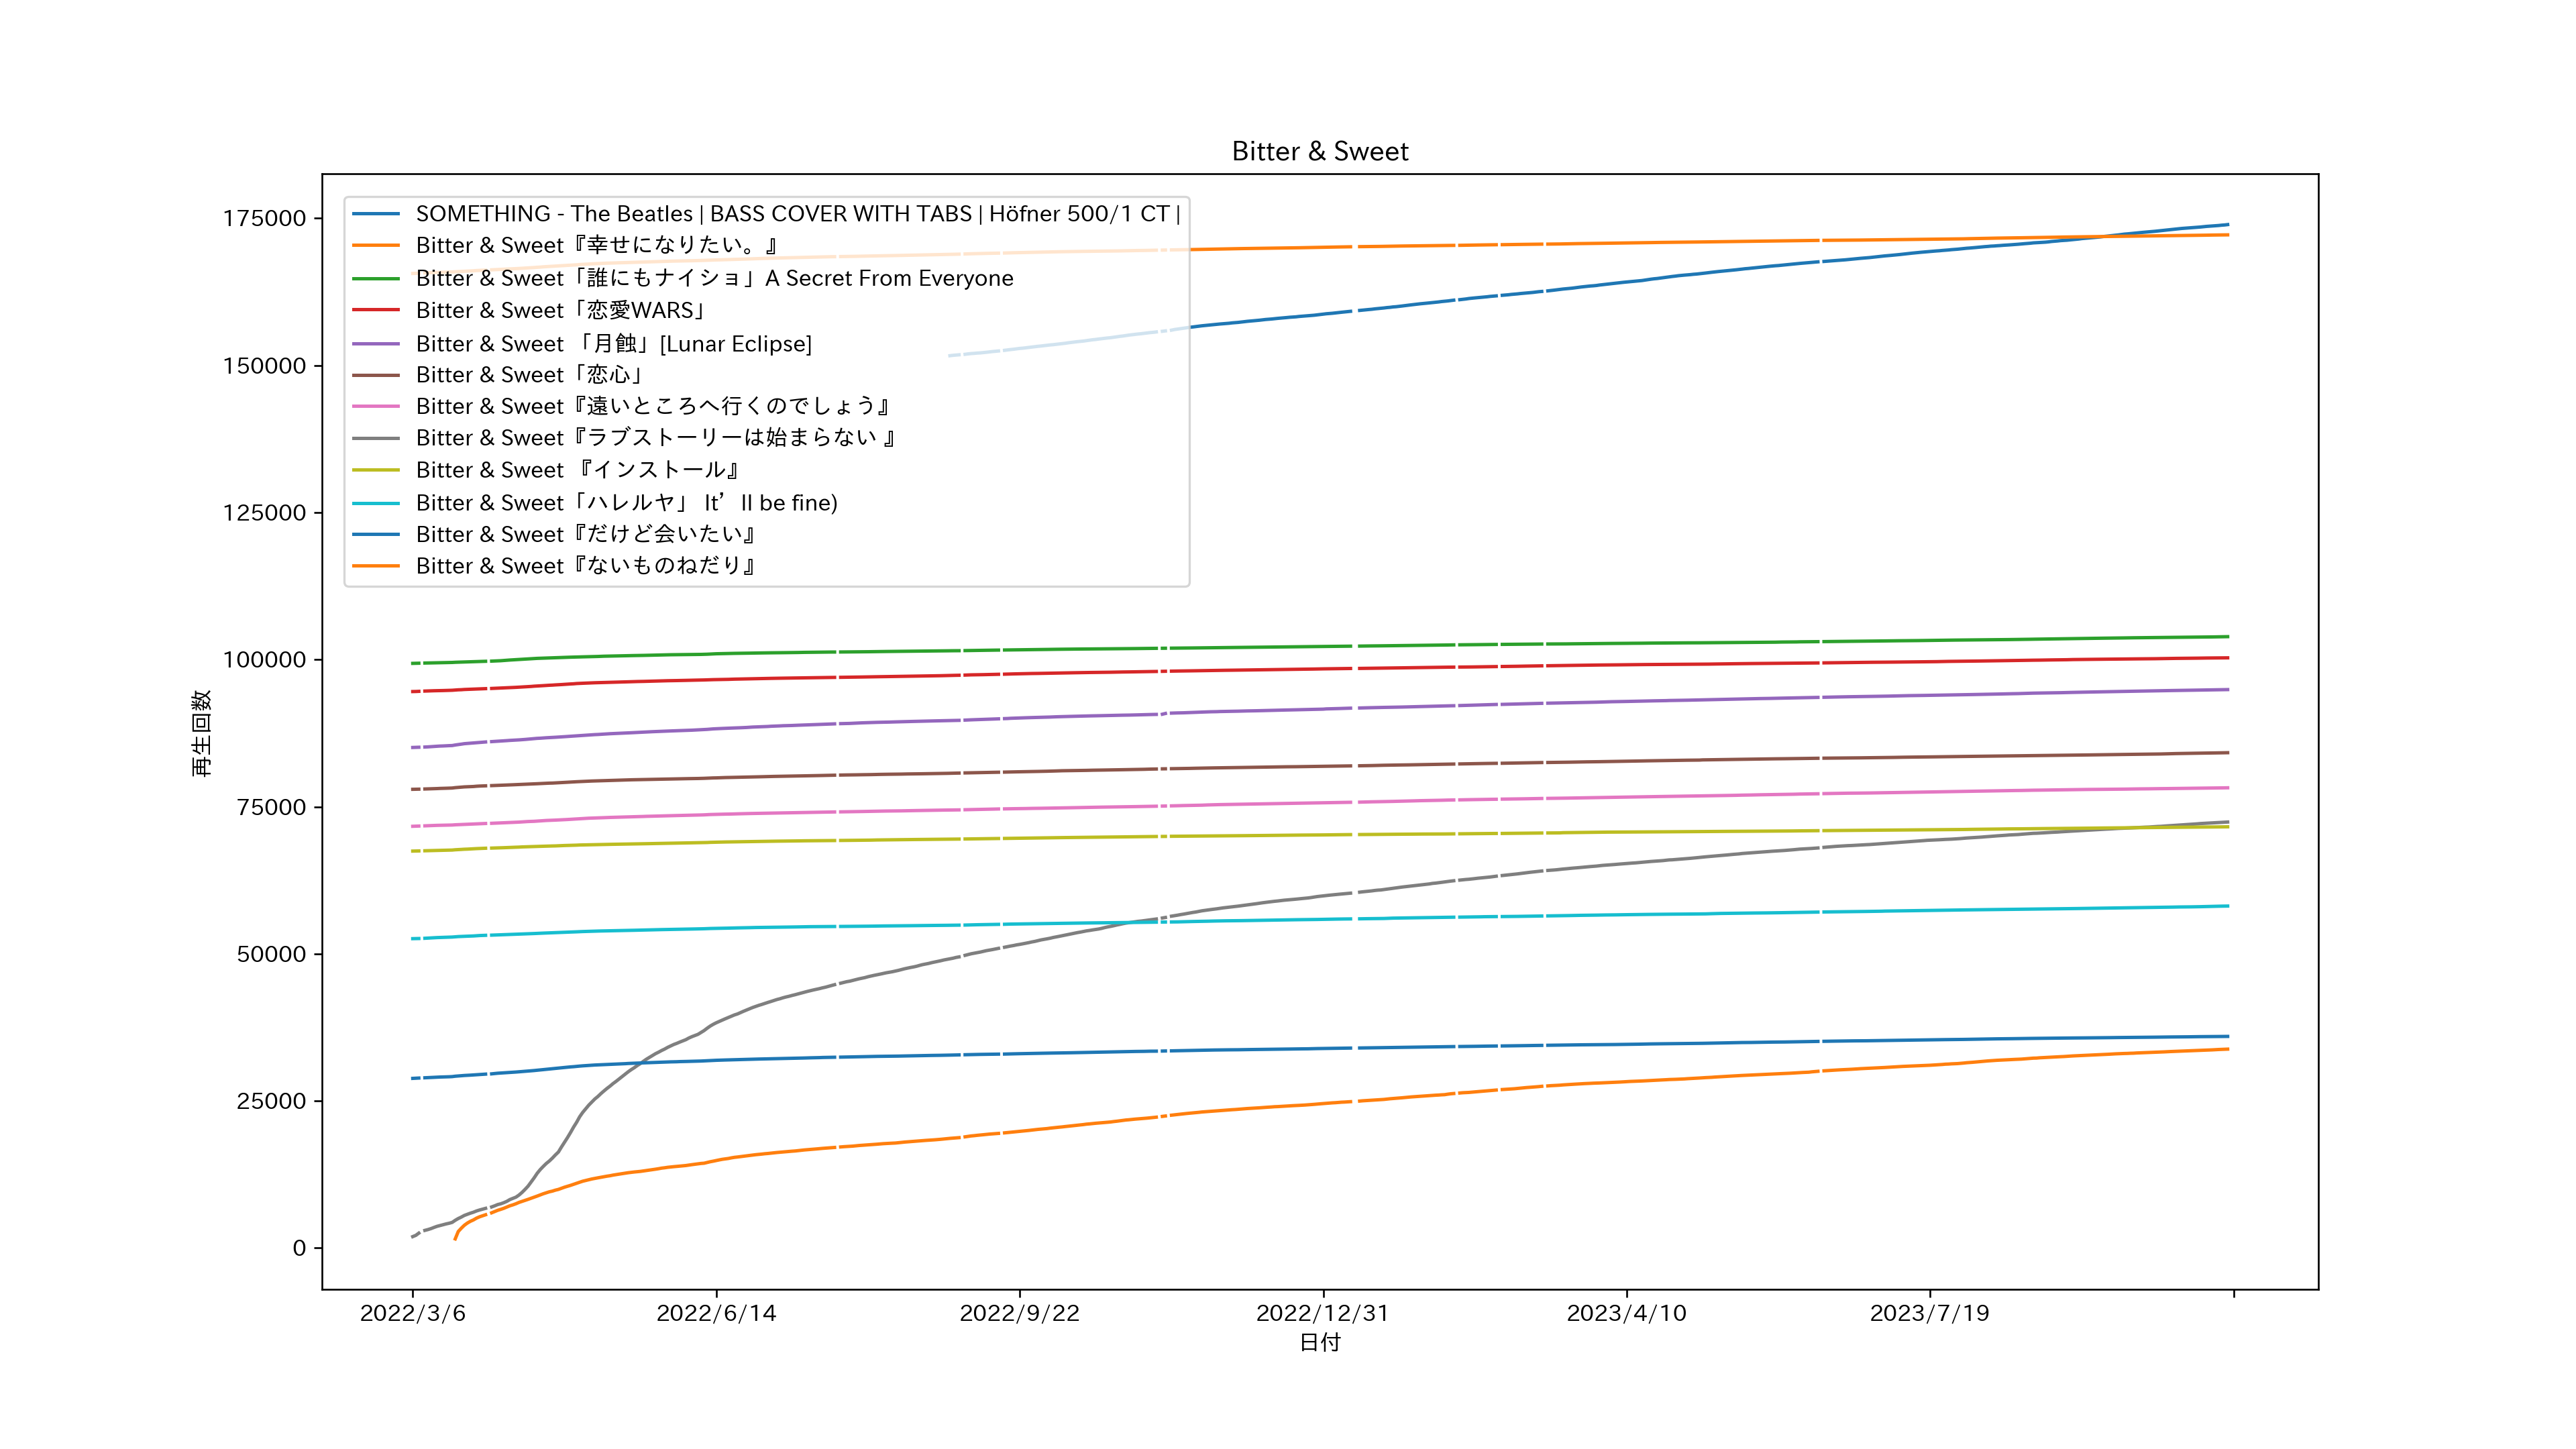 Bitter & Sweet
175000
150000
125000
100000
75000
50000
25000
0
再生回数
SOMETHING - The Beatles | BASS COVER WITH TABS | Höfner 500/1 CT |
Bitter & Sweet『幸せになりたい。』
Bitter & Sweet「誰にもナイショ」A Secret From Everyone
Bitter & Sweet「恋愛WARS」
Bitter & Sweet 「月蝕」[Lunar Eclipse]
Bitter & Sweet「恋心」
Bitter & Sweet『遠いところへ行くのでしょう』
Bitter & Sweet『ラブストーリーは始まらない 』
Bitter & Sweet 『インストール』
Bitter & Sweet「ハレルヤ」 It’ll be fine)
Bitter & Sweet『だけど会いたい』
Bitter & Sweet『ないものねだり』
2022/3/6 2022/6/14 2022/9/22 2022/12/31 2023/4/10 2023/7/19
日付